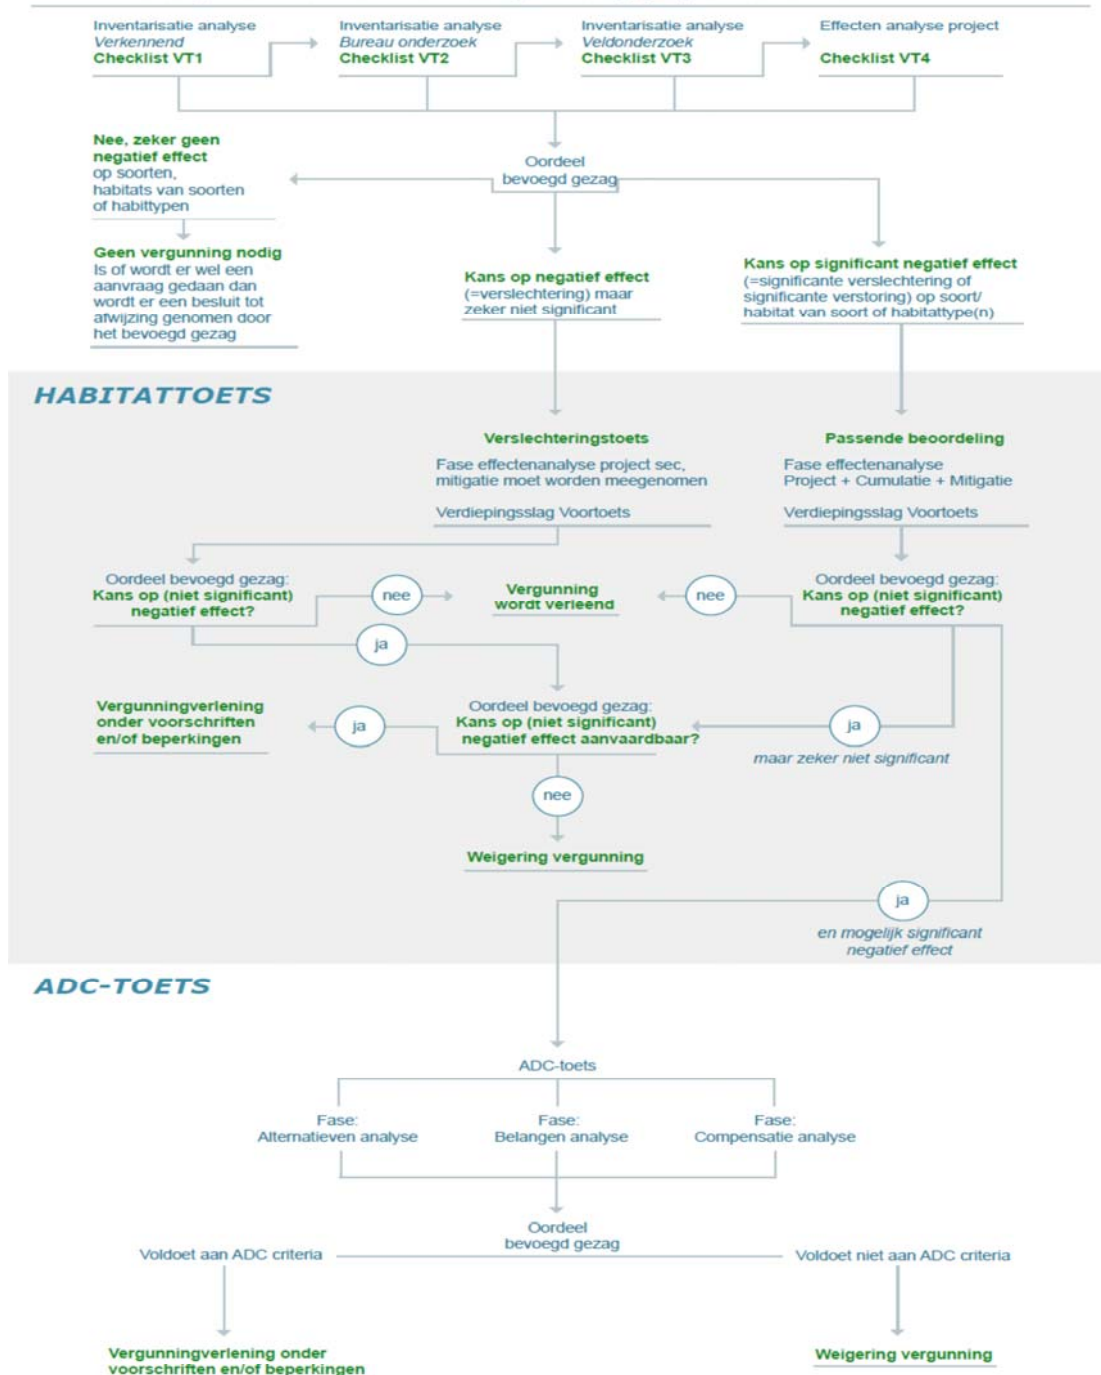 Inventarisatie analyse
Verkennend
Checklist VT1
Inventarisatie analyse
Bureau onderzoek
Checklist VT2
Inventarisatie analyse
Veldonderzoek
Checklist VT3
Effecten analyse project
Checklist VT4
Oordeel
bevoegd gezag
Nee, zeker geen
negatief effect
op soorten,
habitats van soorten
of habittypen
Geen vergunning nodig
Is of wordt er wel een
aanvraag gedaan dan
wordt er een besluit tot
afwijzing genomen door
het bevoegd gezag
Kans op negatief effect
(=verslechtering) maar
zeker niet significant
Kans op significant negatief effect
(=significante verslechtering of
significante verstoring) op soort/
habitat van soort of habitattype(n)
HABITATTOETS
Verslechteringstoets
Fase effectenanalyse project sec,
mitigatie moet worden meegenomen
Verdiepingsslag Voortoets
Passende beoordeling
Fase effectenanalyse
Project + Cumulatie + Mitigatie
Verdiepingsslag Voortoets
Oordeel bevoegd gezag:
Kans op (niet significant)
negatief effect?
nee
Vergunning
wordt verleend
nee
Oordeel bevoegd gezag:
Kans op (niet significant)
negatief effect?
ja
Vergunningverlening
onder voorschriften
en/of beperkingen
ja
Oordeel bevoegd gezag:
Kans op (niet significant)
negatief effect aanvaardbaar?
ja
maar zeker niet significant
nee
Weigering vergunning
ja
en mogelijk significant
negatief effect
ADC-TOETS
ADC-toets
Fase:
Alternatieven analyse
Fase:
Belangen analyse
Fase:
Compensatie analyse
Oordeel
bevoegd gezag
Voldoet aan ADC criteria
Voldoet niet aan ADC criteria
Vergunningverlening onder
voorschriften en/of beperkingen
Weigering vergunning